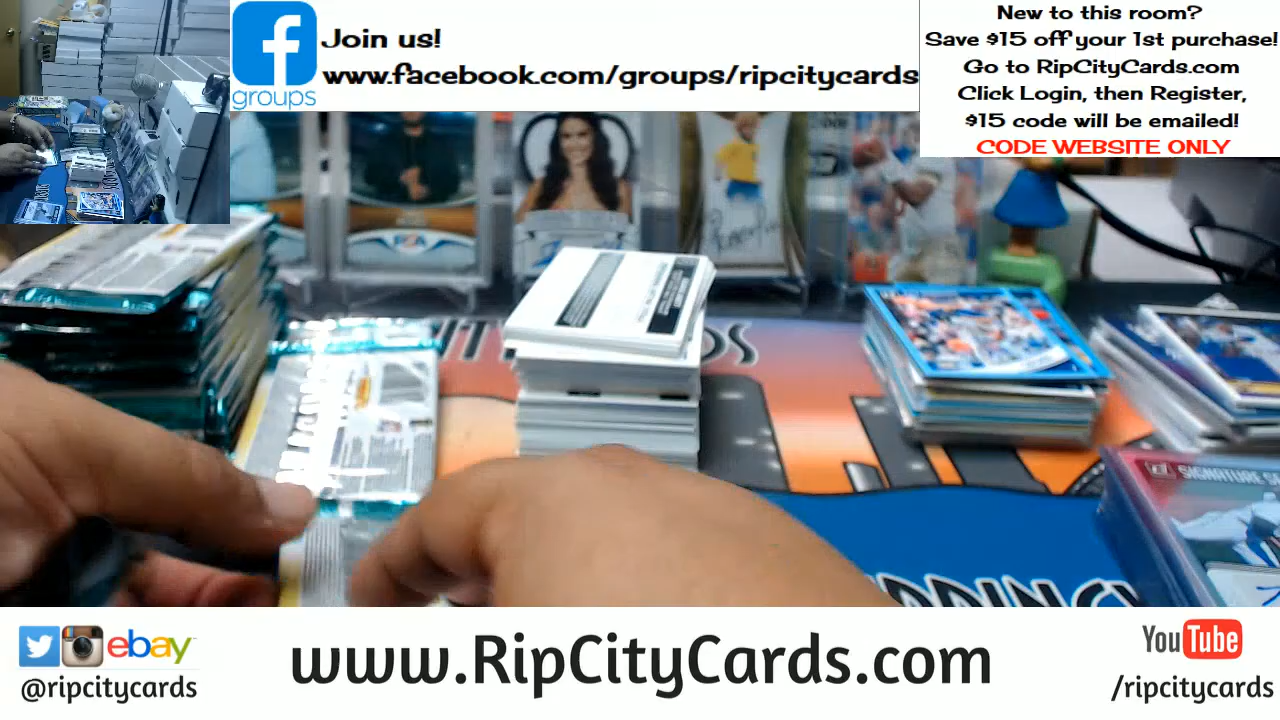 f
groups
Join us!
www.facebook.com/groups/ripcitycards
New to this room?
Save $15 off your 1st purchase!
Go to RipCityCards.com
Click Login, then Register,
$15 code will be emailed!
CODE WEBSITE ONLY
SIGNATURE SE
ebay
@ripcitycards
www.RipCityCards.com
YouTube
/ripcitycards